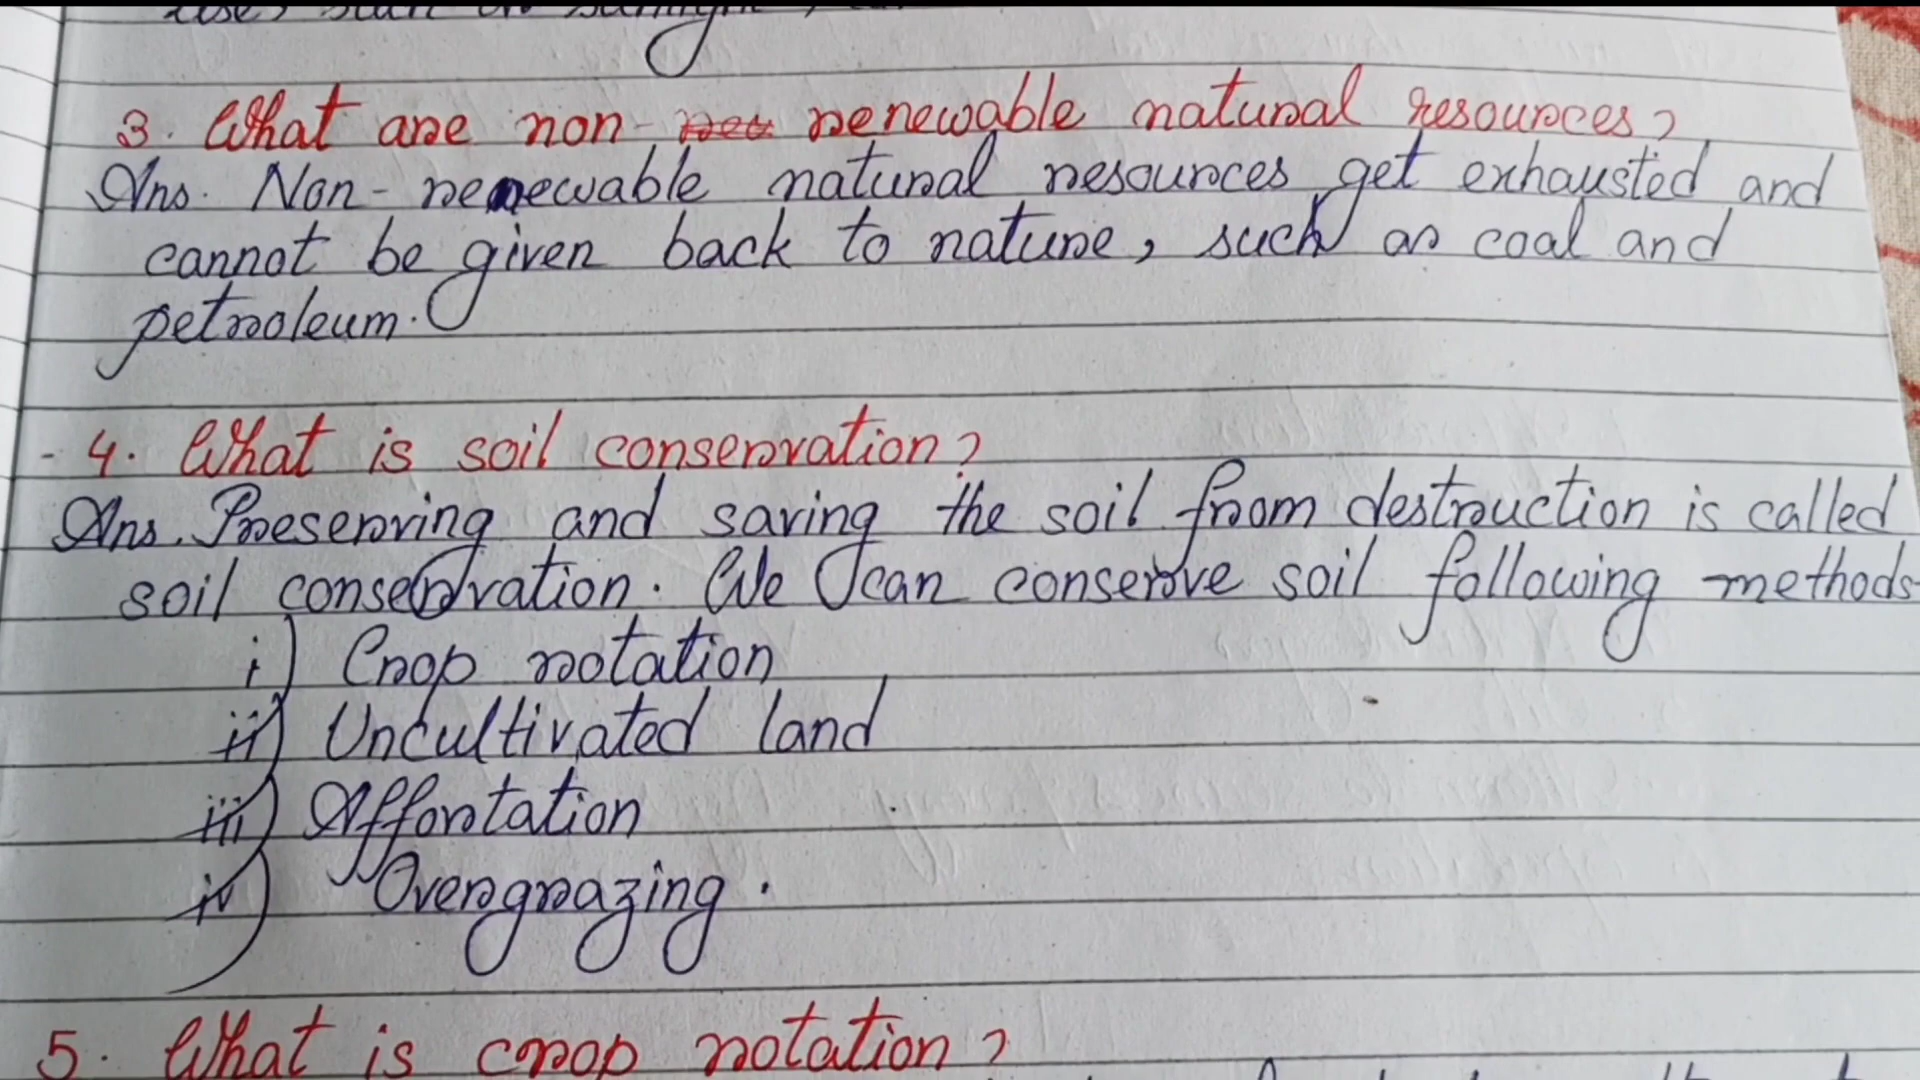 3. What are non- renewable natural resources?
Ans. Non-renewable natural resources get exhausted and
cannot be given back to nature, such as coal and
petroleum.
4. What is soil conservation?
Ans. Preserving and saving the soil from destruction is called
soil conservation. We can conserve soil following methods-
i) Crop rotation
ii) Uncultivated land
iii) Affortation
iv) Overgrazing.
5. What is crop rotation?